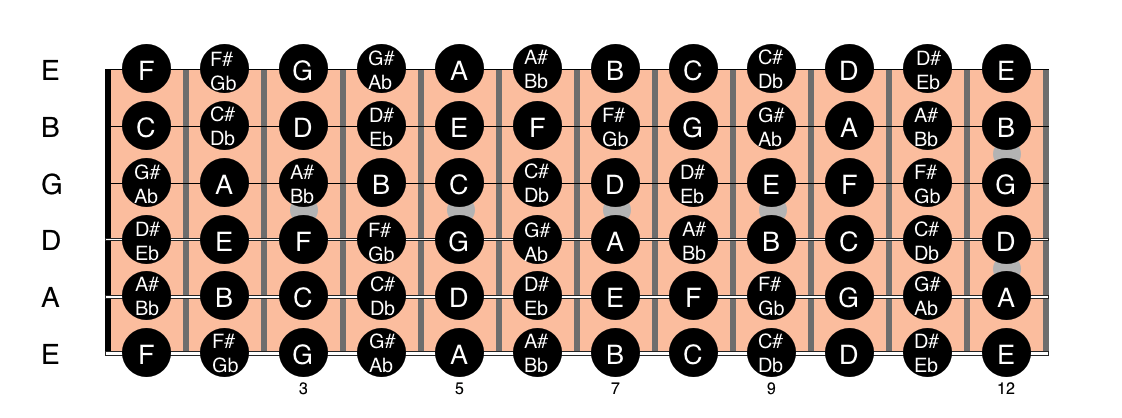 E F F# Gb G G# Ab A A# Bb B C C# Db D D# Eb E
B C C# Db D D# Eb E F F# Gb G G# Ab A A# Bb B
G G# Ab A A# Bb B C C# Db D D# Eb E F F# Gb G
D D# Eb E F F# Gb G G# Ab A A# Bb B C C# Db D
A A# Bb B C C# Db D D# Eb E F F# Gb G G# Ab A
E F F# Gb G G# Ab A A# Bb B C C# Db D D# Eb E
3 5 7 9 12